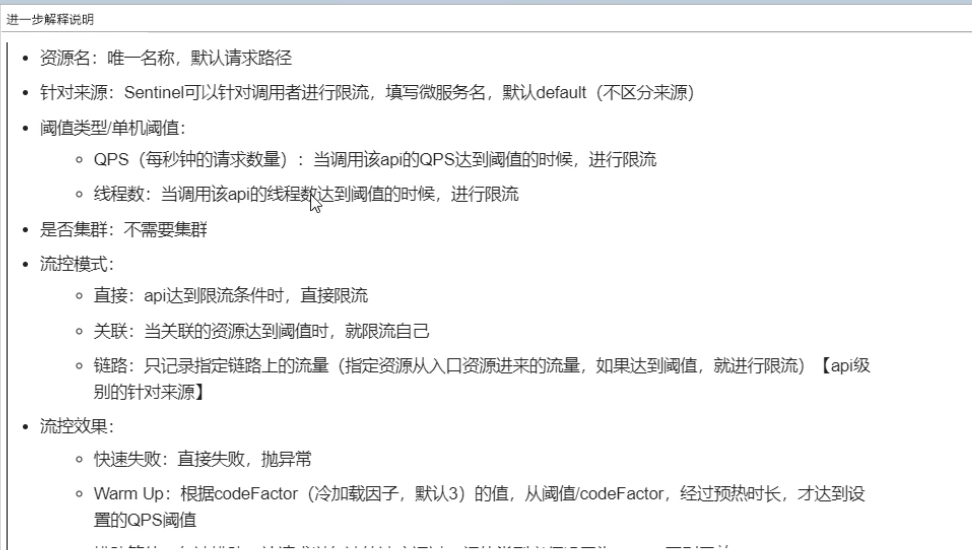 进一步解释说明
资源名：唯一名称，默认请求路径
针对来源：Sentinel可以针对调用者进行限流，填写微服务名，默认default（不区分来源）
阈值类型/单机阈值：
QPS（每秒钟的请求数量）：当调用该api的QPS达到阈值的时候，进行限流
线程数：当调用该api的线程数达到阈值的时候，进行限流
是否集群：不需要集群
流控模式：
直接：api达到限流条件时，直接限流
关联：当关联的资源达到阈值时，就限流自己
链路：只记录指定链路上的流量（指定资源从入口资源进来的流量，如果达到阈值，就进行限流）【api级
别的针对来源】
流控效果：
快速失败：直接失败，抛异常
Warm Up：根据codeFactor（冷加载因子，默认3）的值，从阈值/codeFactor，经过预热时长，才达到设
置的QPS阈值